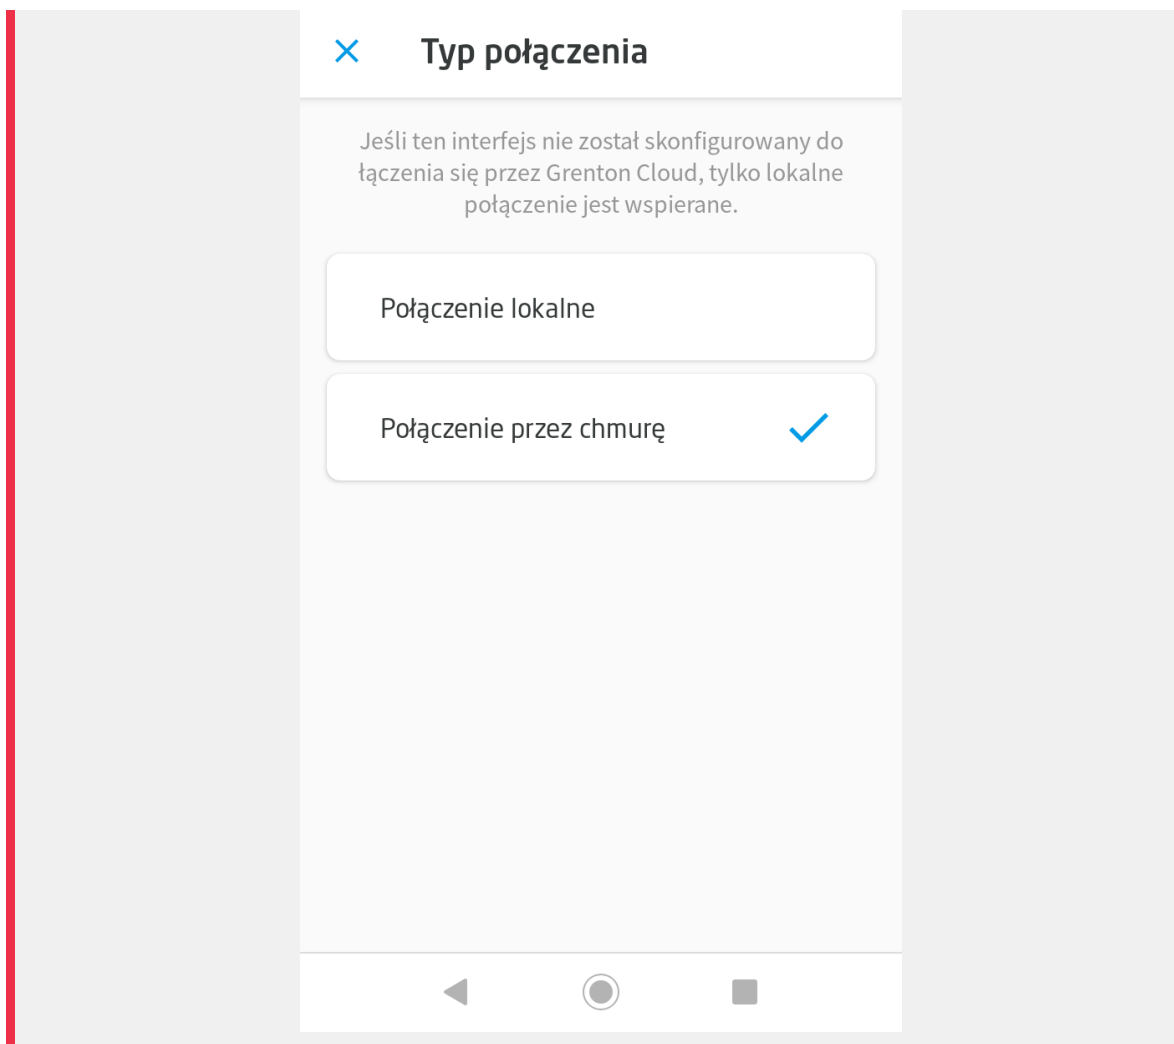 Typ połączenia
Jeśli ten interfejs nie został skonfigurowany do
łączenia się przez Grenton Cloud, tylko lokalne
połączenie jest wspierane.
Połączenie lokalne
Połączenie przez chmurę